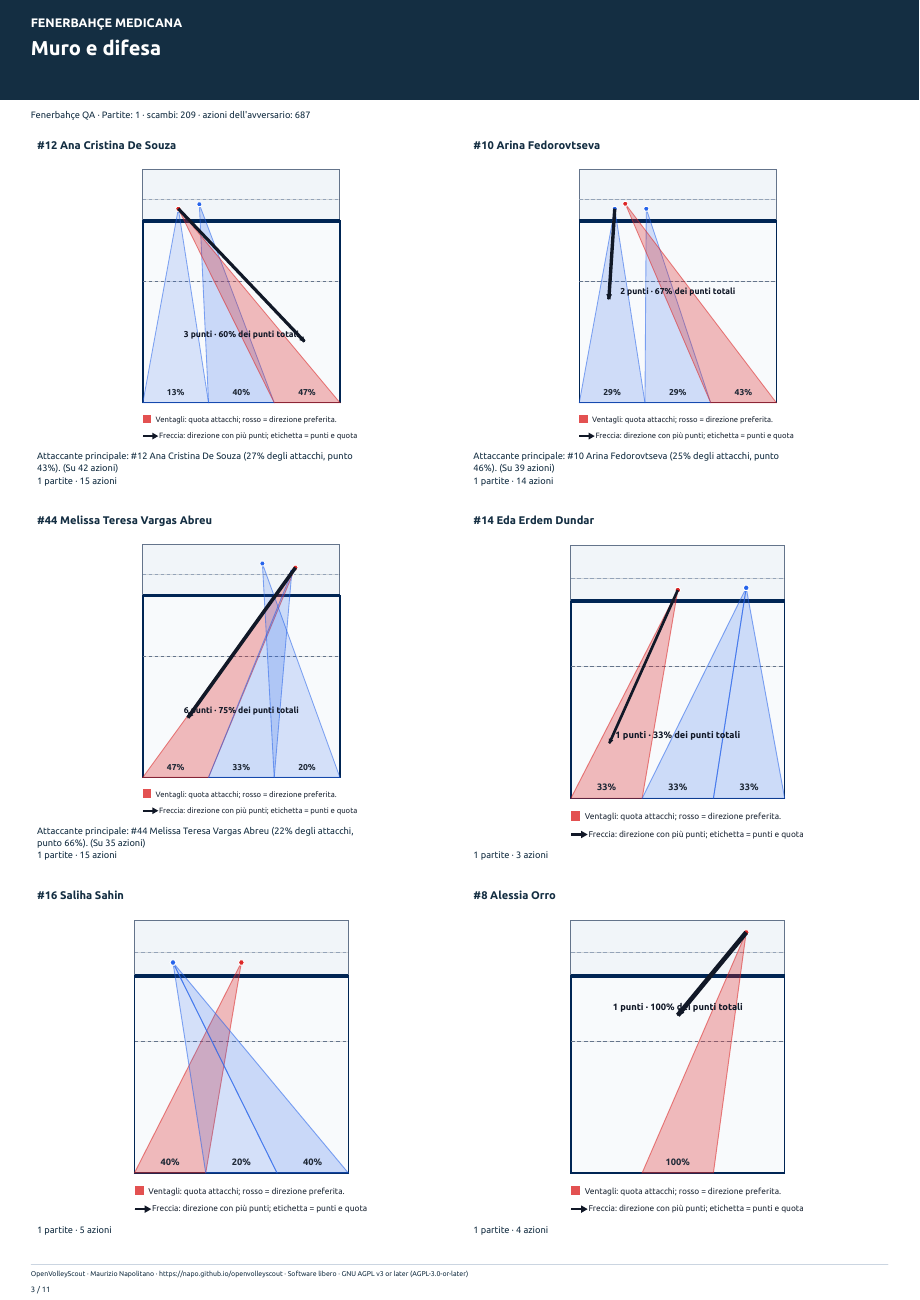 FENERBAHÇE MEDICANA
Muro e difesa
Fenerbahçe QA · Partite: 1 · scambi: 209 · azioni dell'avversario: 687
#12 Ana Cristina De Souza
3 punti · 60% dei punti totali
13%
40%
47%
Ventagli: quota attacchi; rosso = direzione preferita.
Freccia: direzione con più punti; etichetta = punti e quota
Attaccante principale: #12 Ana Cristina De Souza (27% degli attacchi, punto
43%). (Su 42 azioni)
1 partite · 15 azioni
#10 Arina Fedorovtseva
2 punti · 67% dei punti totali
29%
29%
43%
Ventagli: quota attacchi; rosso = direzione preferita.
Freccia: direzione con più punti; etichetta = punti e quota
Attaccante principale: #10 Arina Fedorovtseva (25% degli attacchi, punto
46%). (Su 39 azioni)
1 partite · 14 azioni
#44 Melissa Teresa Vargas Abreu
6 punti · 75% dei punti totali
47%
33%
20%
Ventagli: quota attacchi; rosso = direzione preferita.
Freccia: direzione con più punti; etichetta = punti e quota
Attaccante principale: #44 Melissa Teresa Vargas Abreu (22% degli attacchi,
punto 66%). (Su 35 azioni)
1 partite · 15 azioni
#14 Eda Erdem Dundar
1 punti · 33% dei punti totali
33%
33%
33%
Ventagli: quota attacchi; rosso = direzione preferita.
Freccia: direzione con più punti; etichetta = punti e quota
1 partite · 3 azioni
#16 Saliha Sahin
40%
20%
40%
Ventagli: quota attacchi; rosso = direzione preferita.
Freccia: direzione con più punti; etichetta = punti e quota
1 partite · 5 azioni
#8 Alessia Orro
1 punti · 100% dei punti totali
100%
Ventagli: quota attacchi; rosso = direzione preferita.
Freccia: direzione con più punti; etichetta = punti e quota
1 partite · 4 azioni
OpenVolleyScout · Maurizio Napolitano · https://napo.github.io/openvolleyscout · Software libero · GNU AGPL v3 or later (AGPL-3.0-or-later)
3 / 11